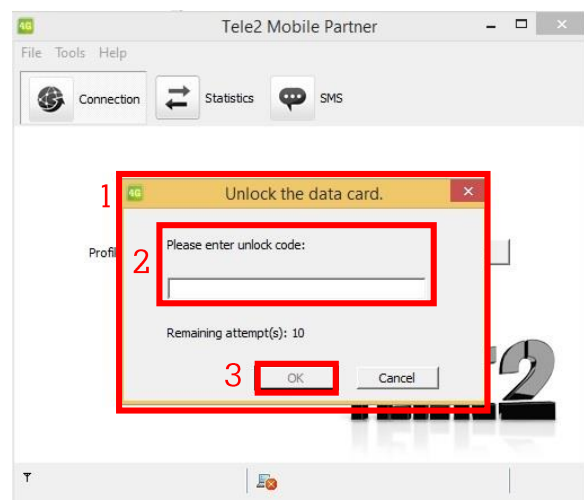 4G Tele2 Mobile Partner
File Tools Help
Connection Statistics SMS
1
4G Unlock the data card.
2
Please enter unlock code:
Profil
Remaining attempt(s): 10
3 OK Cancel